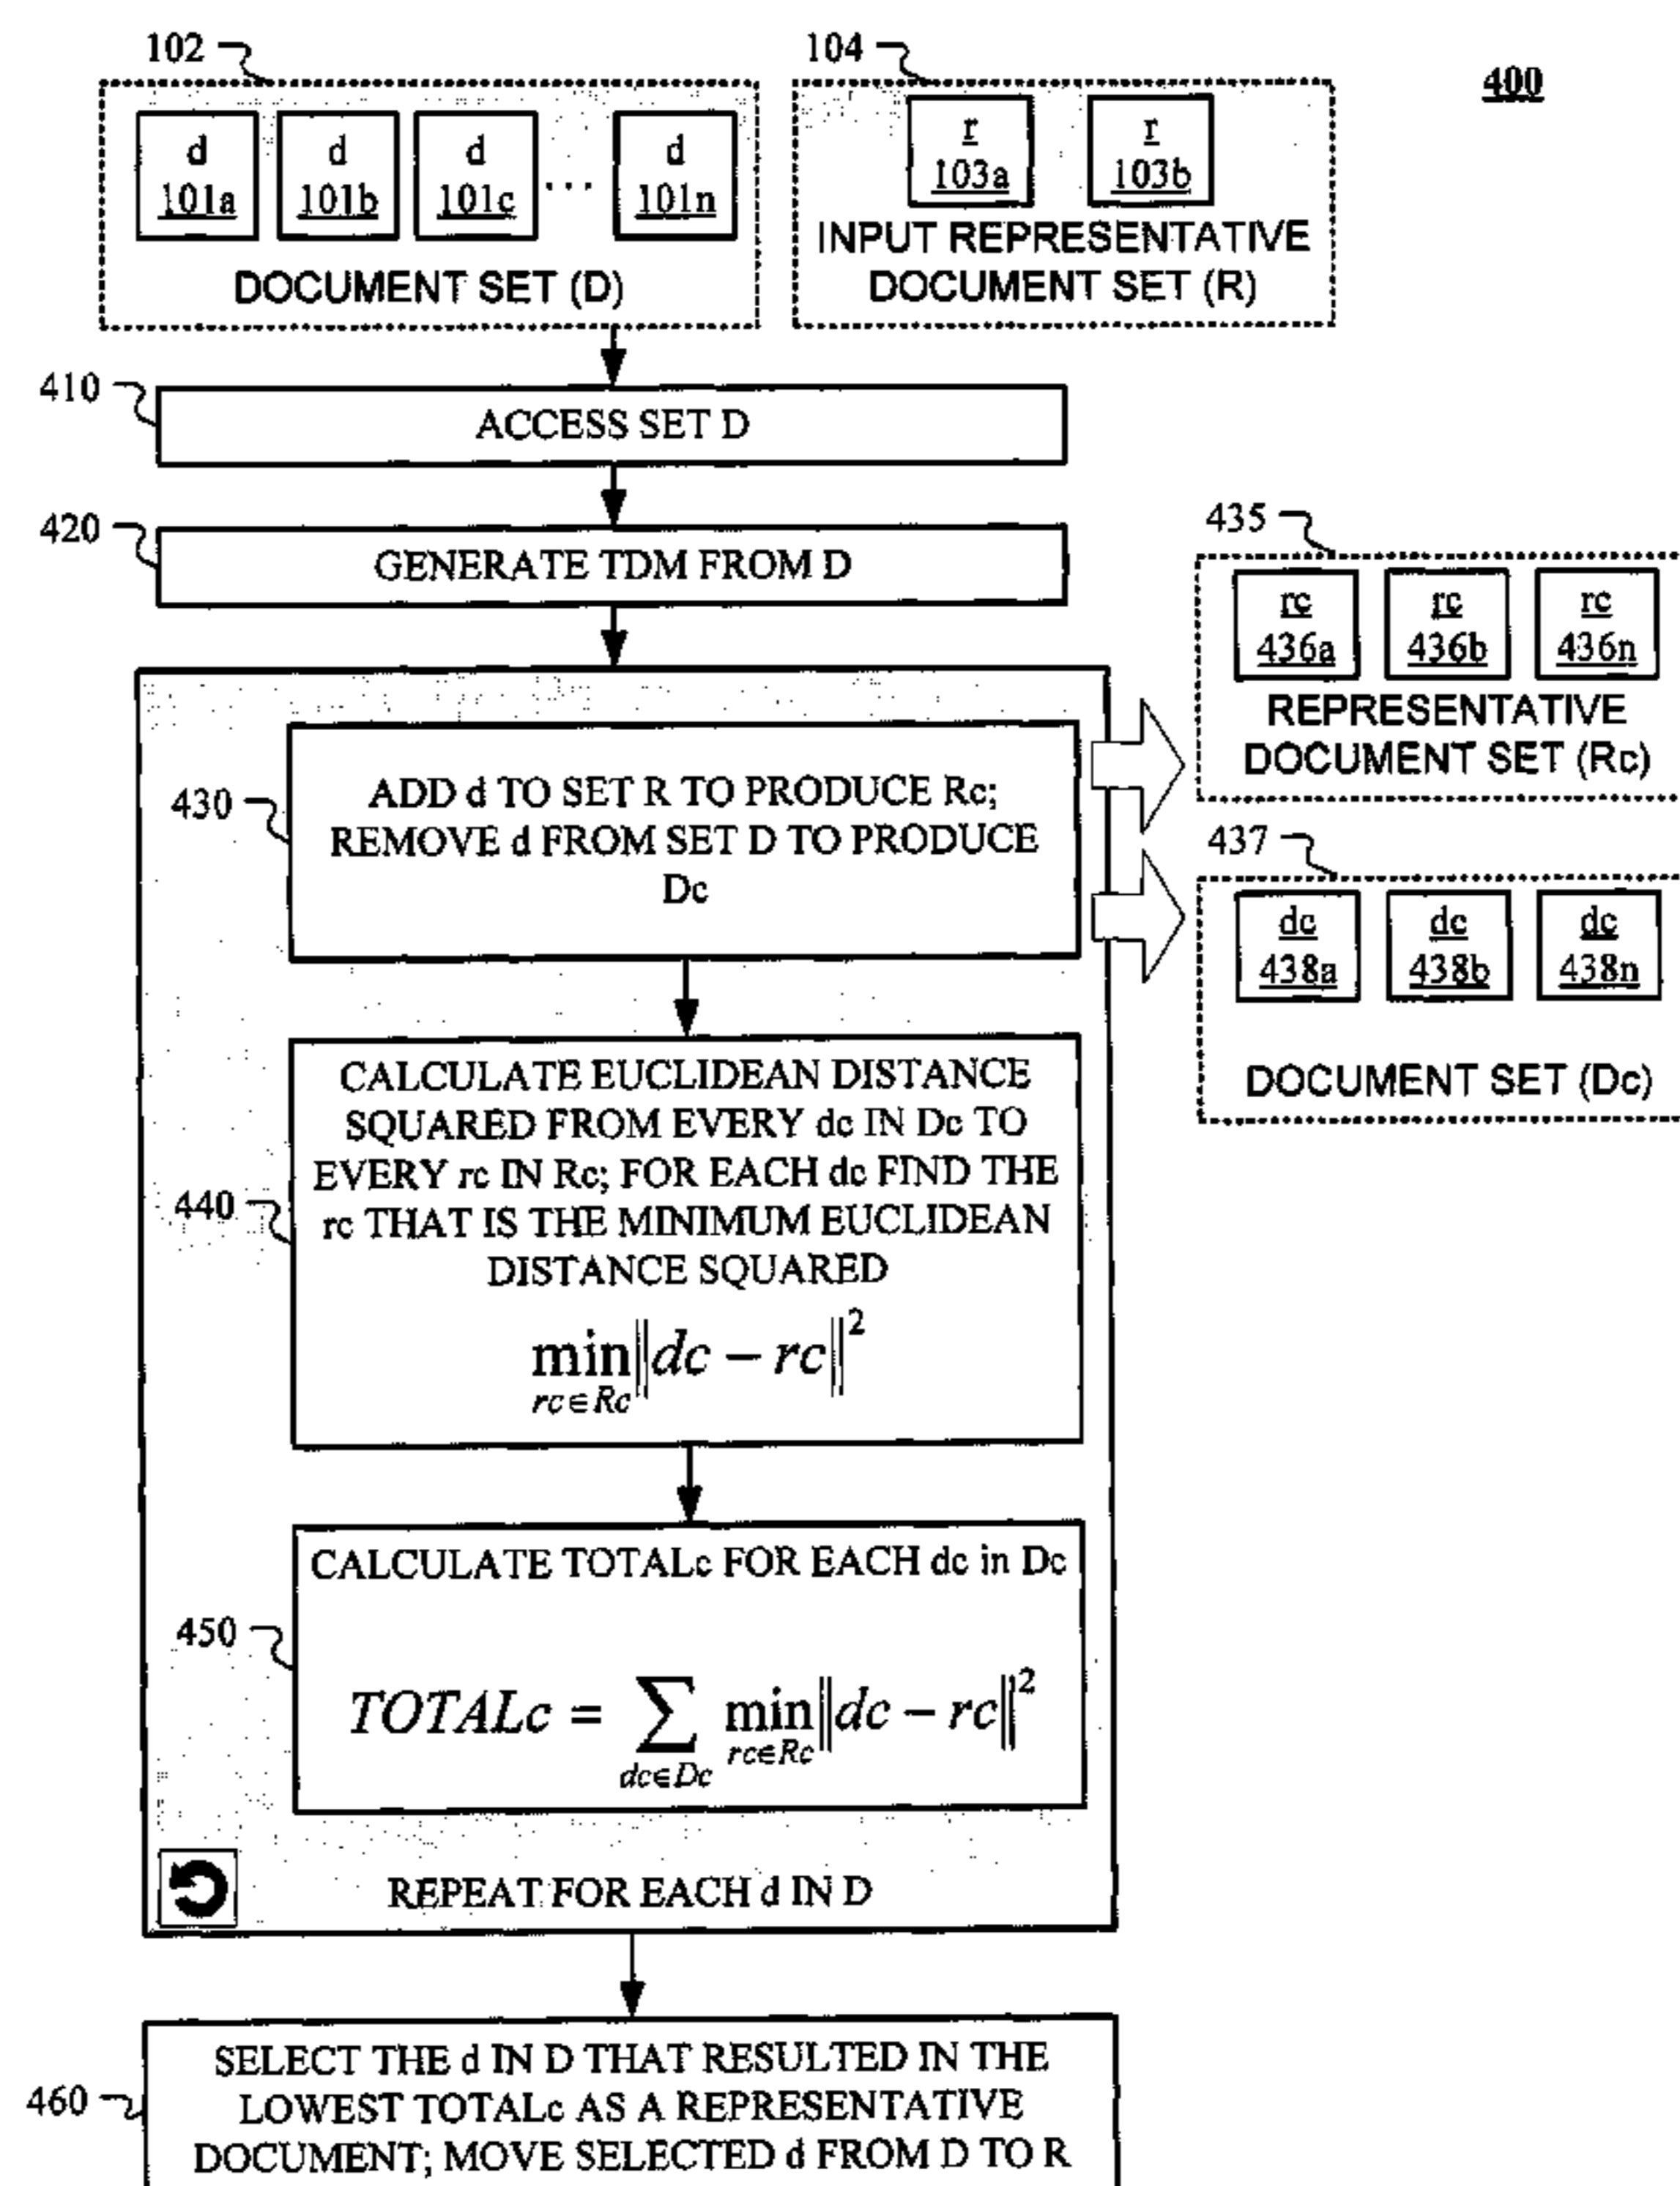 102
104
400
d
101a
d
101b
d
101c
...
d
101n
DOCUMENT SET (D)
r
103a
r
103b
INPUT REPRESENTATIVE
DOCUMENT SET (R)
410
ACCESS SET D
420
GENERATE TDM FROM D
435
rc
436a
rc
436b
rc
436n
REPRESENTATIVE
DOCUMENT SET (Rc)
430
ADD d TO SET R TO PRODUCE Rc;
REMOVE d FROM SET D TO PRODUCE
Dc
437
dc
438a
dc
438b
dc
438n
DOCUMENT SET (Dc)
440
CALCULATE EUCLIDEAN DISTANCE
SQUARED FROM EVERY dc IN Dc TO
EVERY rc IN Rc; FOR EACH dc FIND THE
rc THAT IS THE MINIMUM EUCLIDEAN
DISTANCE SQUARED
min rc∈Rc ‖dc − rc‖²
450
CALCULATE TOTALc FOR EACH dc in Dc
TOTALc = ∑ dc∈Dc min rc∈Rc ‖dc − rc‖²
REPEAT FOR EACH d IN D
460
SELECT THE d IN D THAT RESULTED IN THE
LOWEST TOTALc AS A REPRESENTATIVE
DOCUMENT; MOVE SELECTED d FROM D TO R